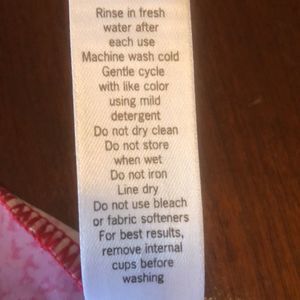 Rinse in fresh
water after
each use
Machine wash cold
Gentle cycle
with like color
using mild
detergent
Do not dry clean
Do not store
when wet
Do not iron
Line dry
Do not use bleach
or fabric softeners
For best results,
remove internal
cups before
washing